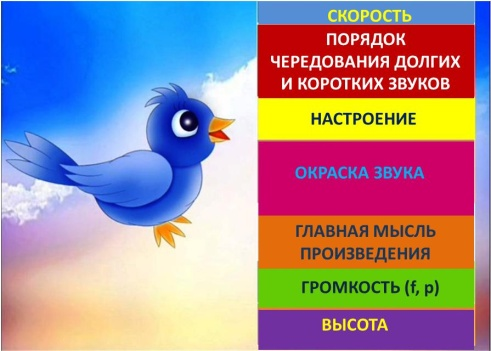 СКОРОСТЬ
ПОРЯДОК
ЧЕРЕДОВАНИЯ ДОЛГИХ
И КОРОТКИХ ЗВУКОВ
НАСТРОЕНИЕ
ОКРАСКА ЗВУКА
ГЛАВНАЯ МЫСЛЬ
ПРОИЗВЕДЕНИЯ
ГРОМКОСТЬ (f, p)
ВЫСОТА